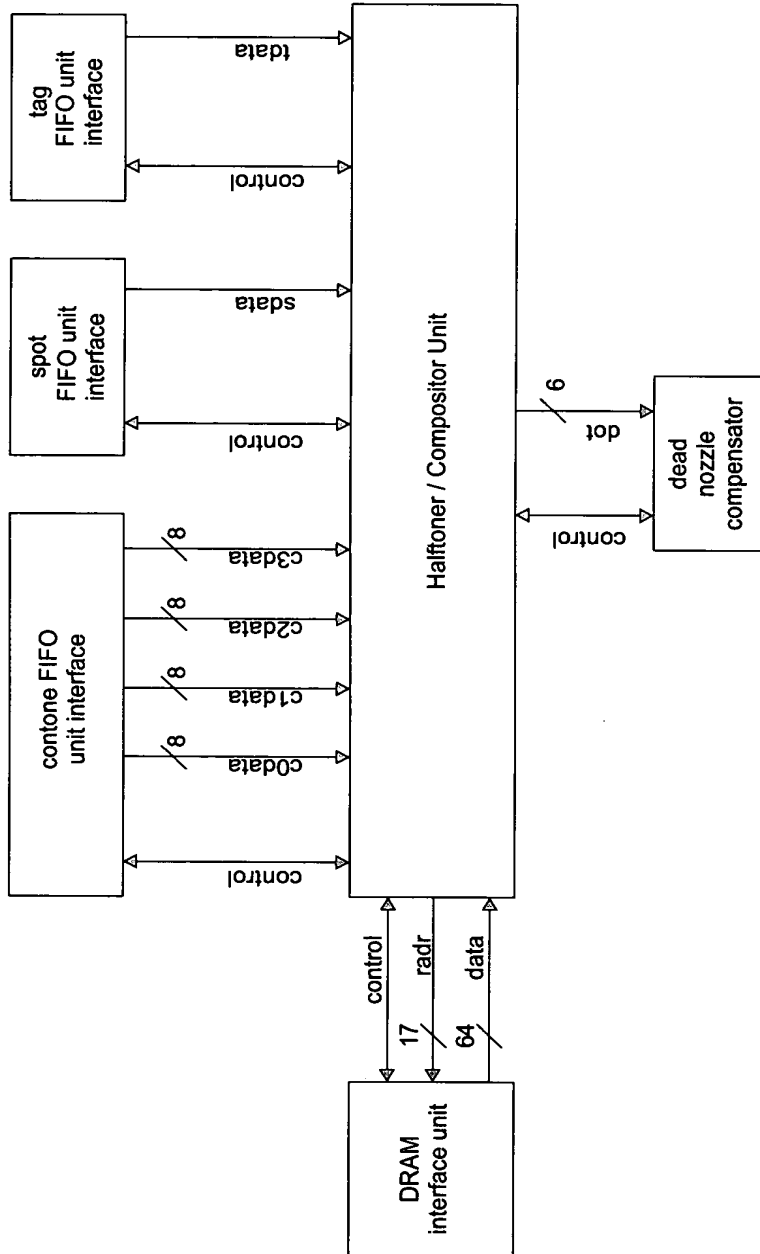 contone FIFO
unit interface
spot
FIFO unit
interface
tag
FIFO unit
interface
control
8
c0data
8
c1data
8
c2data
8
c3data
control
sdata
control
tdata
DRAM
interface unit
control
17
radr
64
data
Halftoner / Compositor Unit
control
6
dot
dead
nozzle
compensator